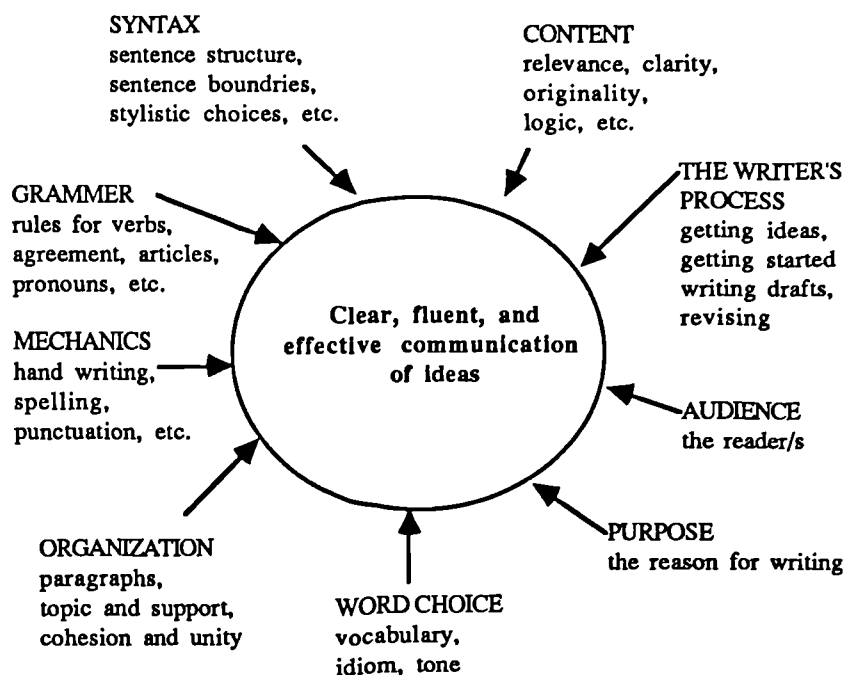 SYNTAX
sentence structure,
sentence boundries,
stylistic choices, etc.
CONTENT
relevance, clarity,
originality,
logic, etc.
THE WRITER'S
PROCESS
getting ideas,
getting started
writing drafts,
revising
GRAMMER
rules for verbs,
agreement, articles,
pronouns, etc.
Clear, fluent, and
effective communication
of ideas
MECHANICS
hand writing,
spelling,
punctuation, etc.
AUDIENCE
the reader/s
PURPOSE
the reason for writing
ORGANIZATION
paragraphs,
topic and support,
cohesion and unity
WORD CHOICE
vocabulary,
idiom, tone